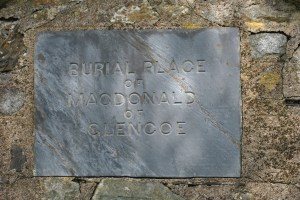 BURIAL PLACE
OF
MACDONALD
OF
GLENCOE